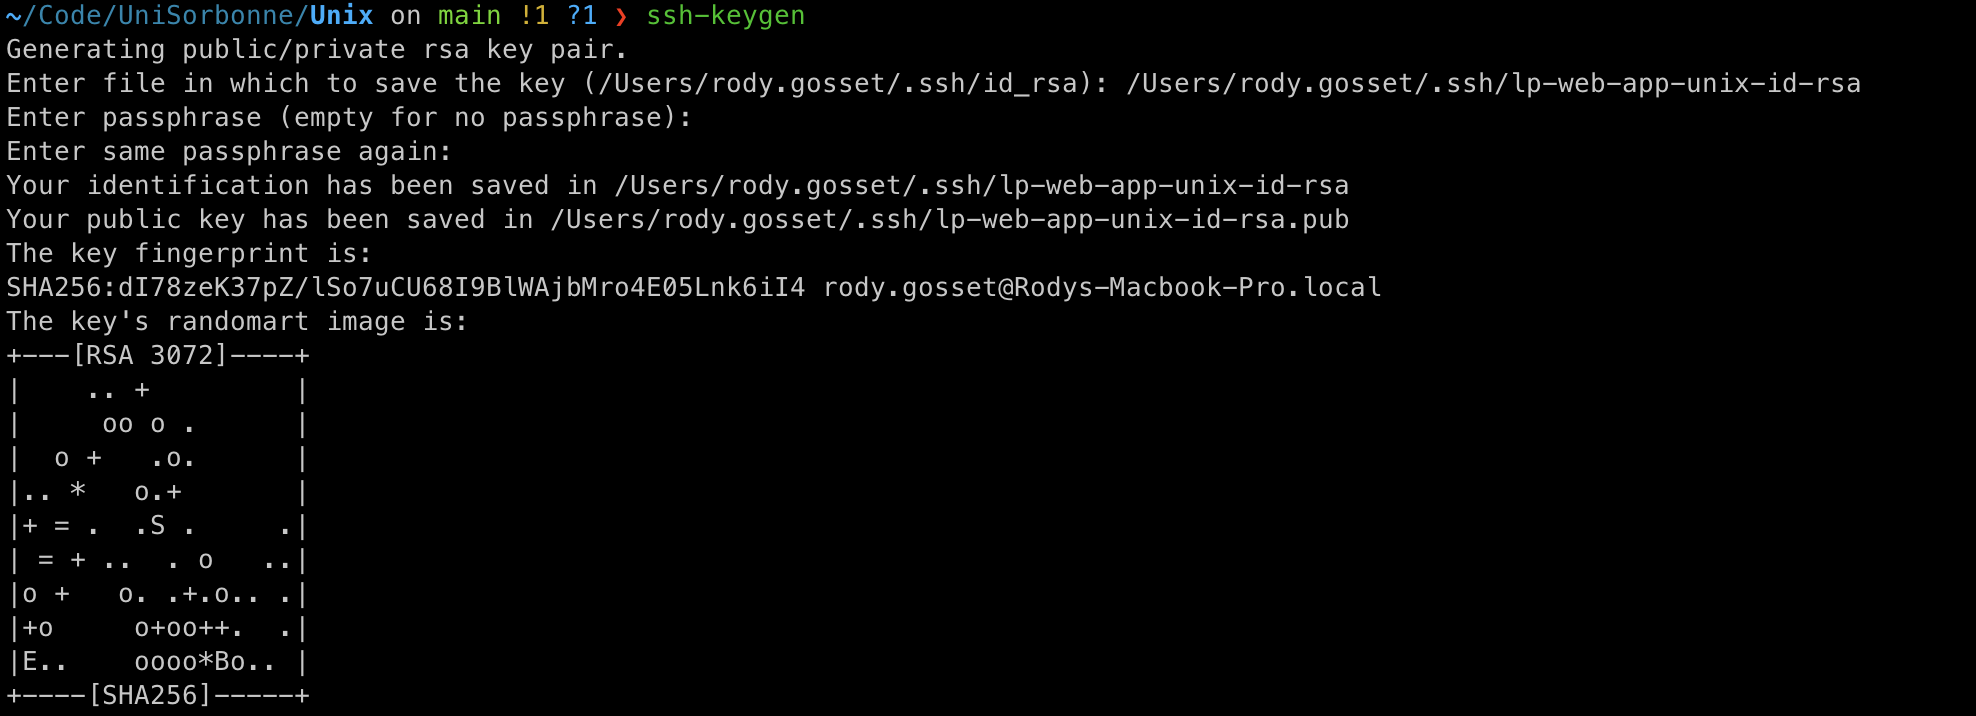 ~/Code/UniSorbonne/Unix on main !1 ?1 ❯ ssh-keygen
Generating public/private rsa key pair.
Enter file in which to save the key (/Users/rody.gosset/.ssh/id_rsa): /Users/rody.gosset/.ssh/lp-web-app-unix-id-rsa
Enter passphrase (empty for no passphrase):
Enter same passphrase again:
Your identification has been saved in /Users/rody.gosset/.ssh/lp-web-app-unix-id-rsa
Your public key has been saved in /Users/rody.gosset/.ssh/lp-web-app-unix-id-rsa.pub
The key fingerprint is:
SHA256:dI78zeK37pZ/lSo7uCU68I9BlWAjbMro4E05Lnk6iI4 rody.gosset@Rodys-Macbook-Pro.local
The key's randomart image is:
+---[RSA 3072]----+
|    .. +         |
|     oo o .      |
|  o +   .o.      |
|.. *   o.+       |
|+ = .  .S .     .|
| = + ..  . o   ..|
|o +   o. .+.o.. .|
|+o     o+oo++.  .|
|E..    oooo*Bo.. |
+----[SHA256]-----+